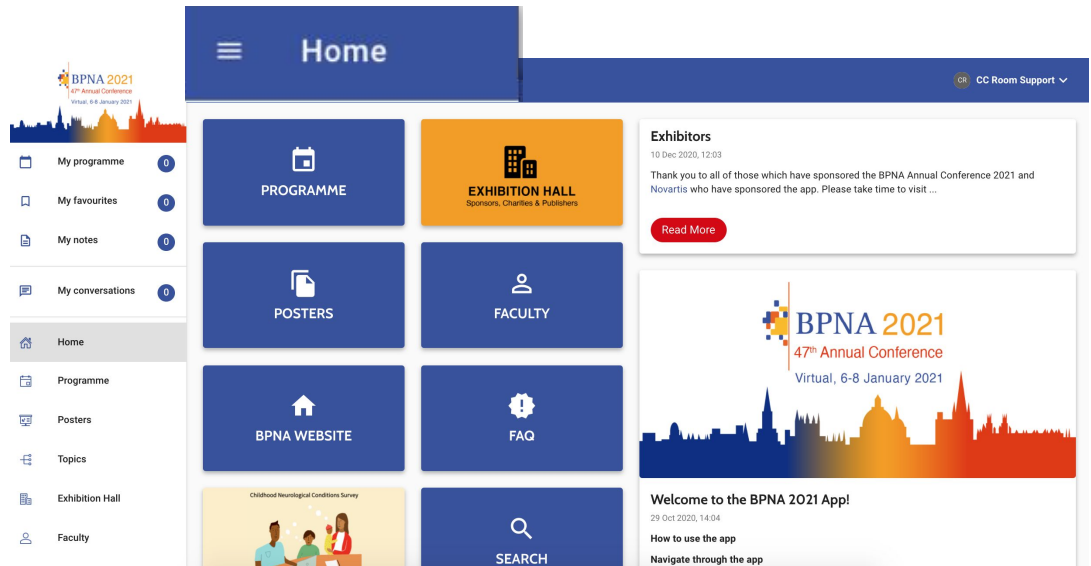 Home
BPNA 2021
47th Annual Conference
Virtual, 6-8 January 2021
CR CC Room Support
My programme 0
My favourites 0
My notes 0
My conversations 0
Home
Programme
Posters
Topics
Exhibition Hall
Faculty
PROGRAMME
EXHIBITION HALL
Sponsors, Charities & Publishers
POSTERS
FACULTY
BPNA WEBSITE
FAQ
Childhood Neurological Conditions Survey
SEARCH
Exhibitors
10 Dec 2020, 12:03
Thank you to all of those which have sponsored the BPNA Annual Conference 2021 and
Novartis who have sponsored the app. Please take time to visit ...
Read More
BPNA 2021
47th Annual Conference
Virtual, 6-8 January 2021
Welcome to the BPNA 2021 App!
29 Oct 2020, 14:04
How to use the app
Navigate through the app